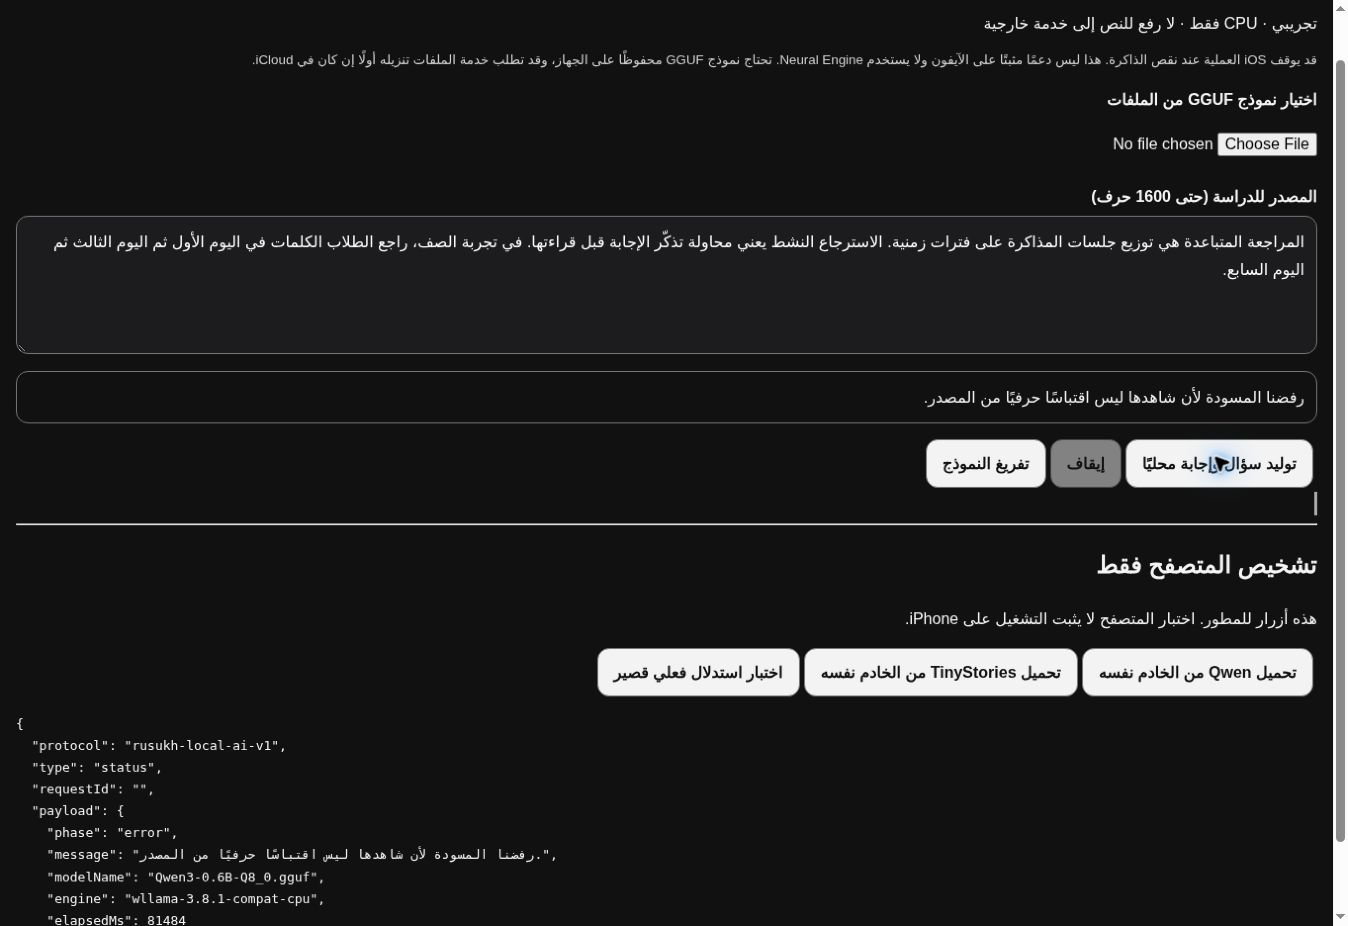 تجريبي · CPU فقط · لا رفع للنص إلى خدمة خارجية
قد يوقف iOS العملية عند نقص الذاكرة. هذا ليس دعمًا مثبتًا على الآيفون ولا يستخدم Neural Engine. تحتاج نموذج GGUF محفوظًا على الجهاز، وقد تطلب خدمة الملفات تنزيله أولًا إن كان في iCloud.
اختيار نموذج GGUF من الملفات
Choose File No file chosen
المصدر للدراسة (حتى 1600 حرف)
المراجعة المتباعدة هي توزيع جلسات المذاكرة على فترات زمنية. الاسترجاع النشط يعني محاولة تذكّر الإجابة قبل قراءتها. في تجربة الصف، راجع الطلاب الكلمات في اليوم الأول ثم اليوم الثالث ثم
اليوم السابع.
رفضنا المسودة لأن شاهدها ليس اقتباسًا حرفيًا من المصدر.
توليد سؤال وإجابة محليًا إيقاف تفريغ النموذج
تشخيص المتصفح فقط
هذه أزرار للمطور. اختبار المتصفح لا يثبت التشغيل على iPhone.
تحميل Qwen من الخادم نفسه تحميل TinyStories من الخادم نفسه اختبار استدلال فعلي قصير
{
"protocol": "rusukh-local-ai-v1",
"type": "status",
"requestId": "",
"payload": {
"phase": "error",
"message": "رفضنا المسودة لأن شاهدها ليس اقتباسًا حرفيًا من المصدر.",
"modelName": "Qwen3-0.6B-Q8_0.gguf",
"engine": "wllama-3.8.1-compat-cpu",
"elapsedMs": 81484